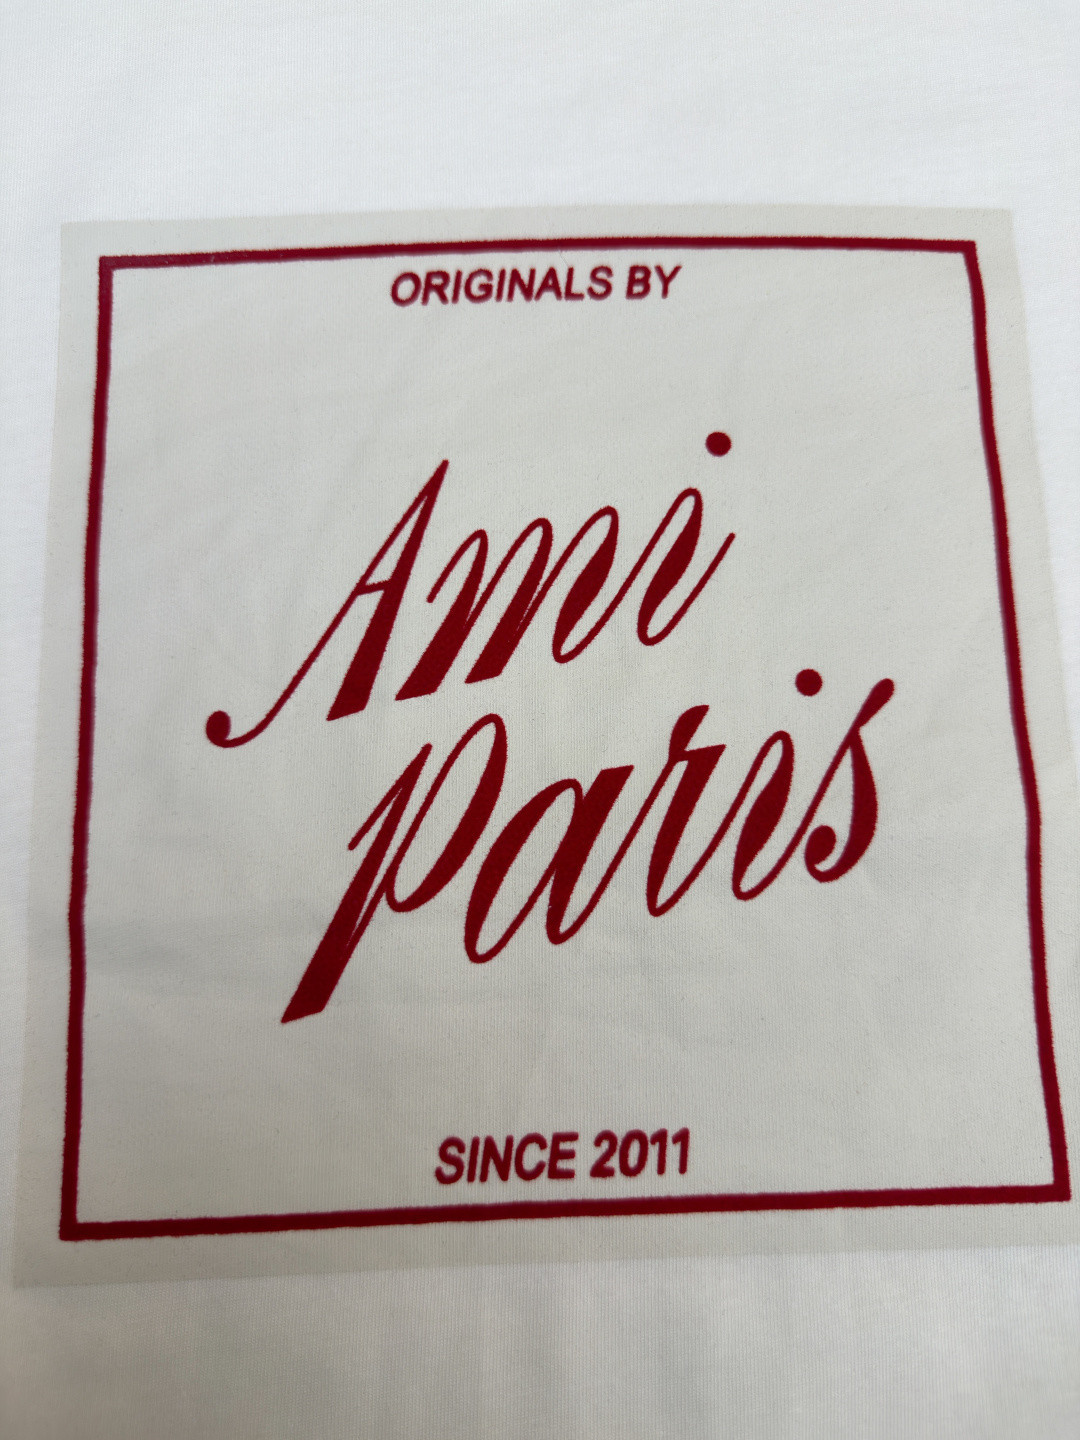 ORIGINALS BY
Ami
Paris
SINCE 2011